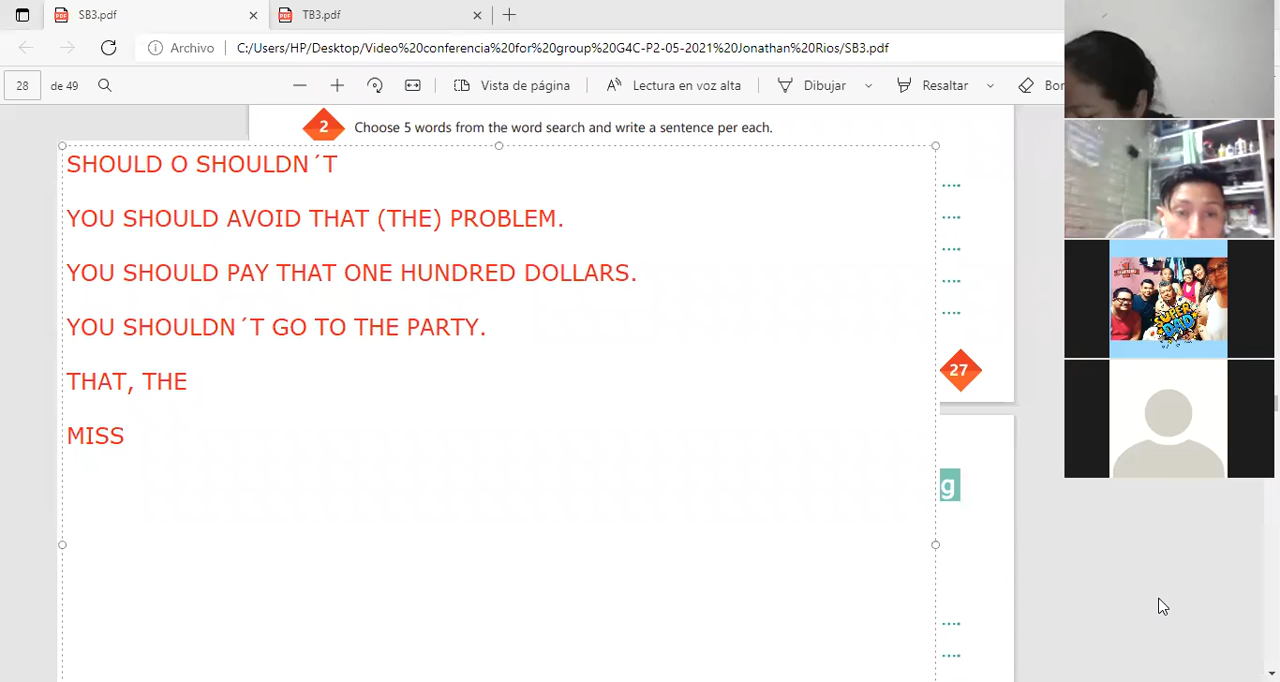 SB3.pdf
TB3.pdf
Archivo C:/Users/HP/Desktop/Video%20conferencia%20for%20group%20G4C-P2-05-2021%20Jonathan%20Rios/SB3.pdf
28 de 49 Vista de página Lectura en voz alta Dibujar Resaltar Bor
2 Choose 5 words from the word search and write a sentence per each.
SHOULD O SHOULDN´T
YOU SHOULD AVOID THAT (THE) PROBLEM.
YOU SHOULD PAY THAT ONE HUNDRED DOLLARS.
YOU SHOULDN´T GO TO THE PARTY.
THAT, THE
MISS
27
g
SUPER
DAD